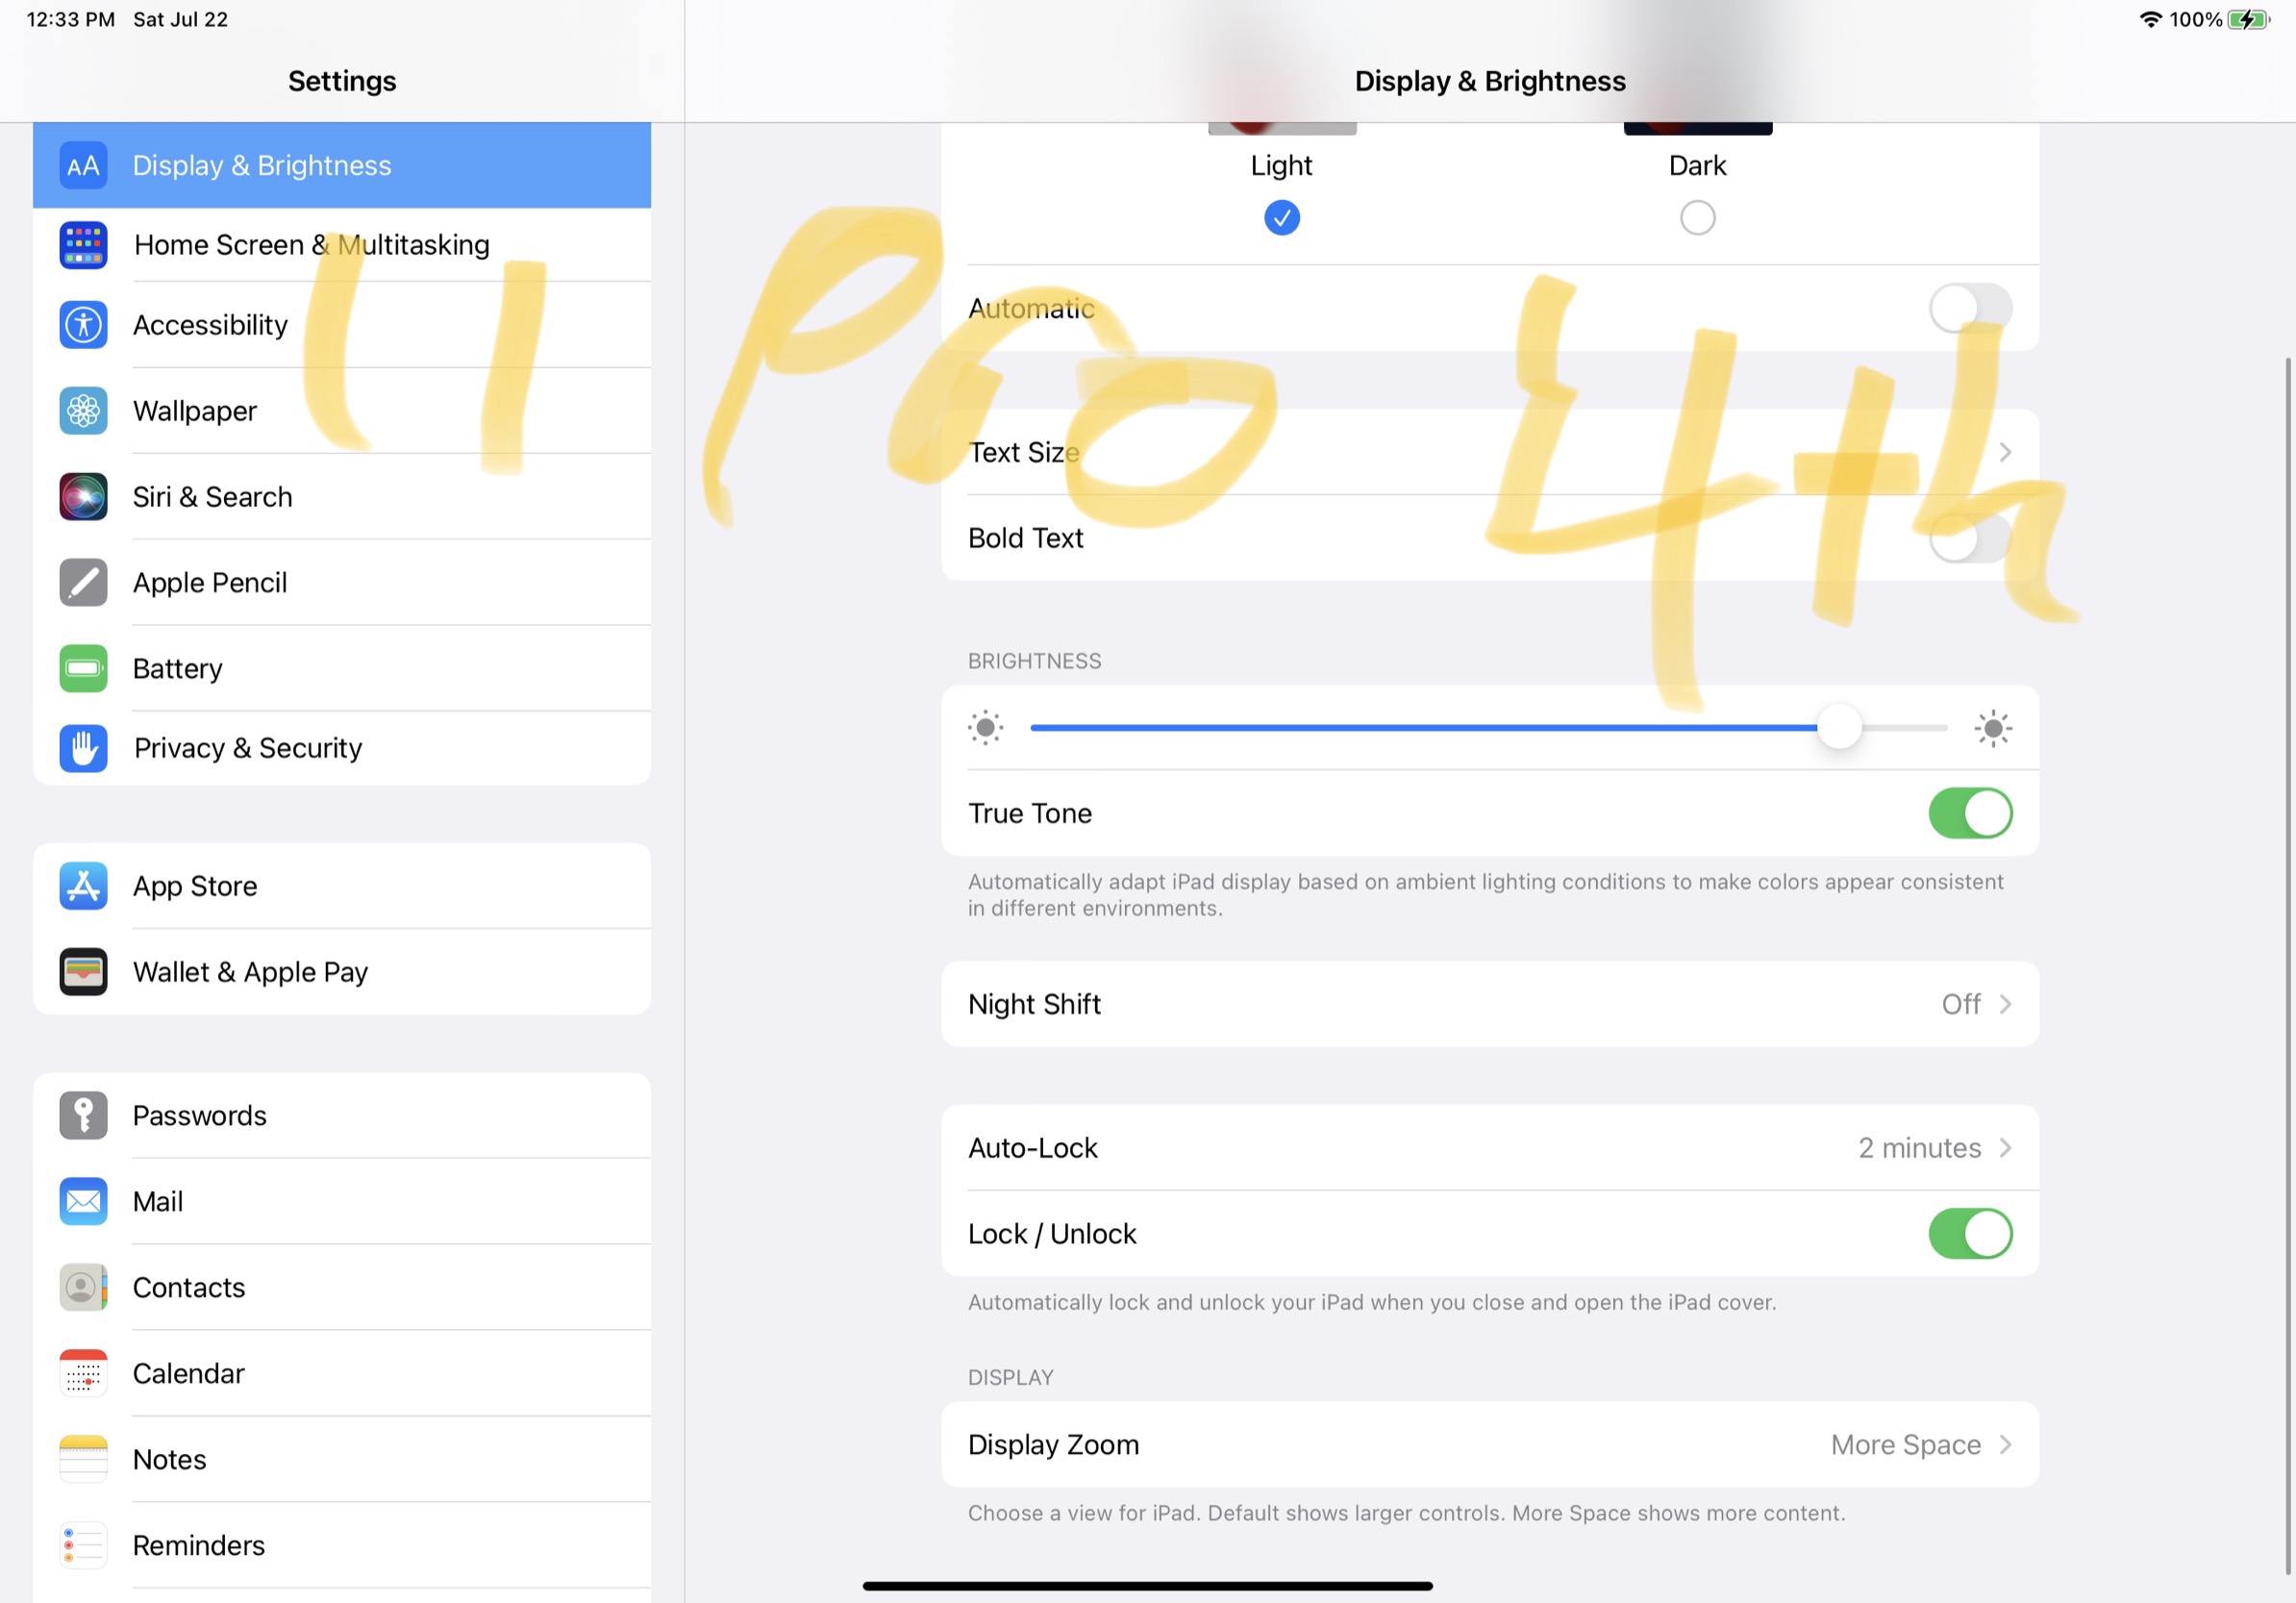 12:33 PM Sat Jul 22
100%
Settings
Display & Brightness
Home Screen & Multitasking
Accessibility
Wallpaper
Siri & Search
Apple Pencil
Battery
Privacy & Security
App Store
Wallet & Apple Pay
Passwords
Mail
Contacts
Calendar
Notes
Reminders
Display & Brightness
Light
Dark
Automatic
Text Size
Bold Text
BRIGHTNESS
True Tone
Automatically adapt iPad display based on ambient lighting conditions to make colors appear consistent
in different environments.
Night Shift
Off
Auto-Lock
2 minutes
Lock / Unlock
Automatically lock and unlock your iPad when you close and open the iPad cover.
DISPLAY
Display Zoom
More Space
Choose a view for iPad. Default shows larger controls. More Space shows more content.
11 Pro 4th